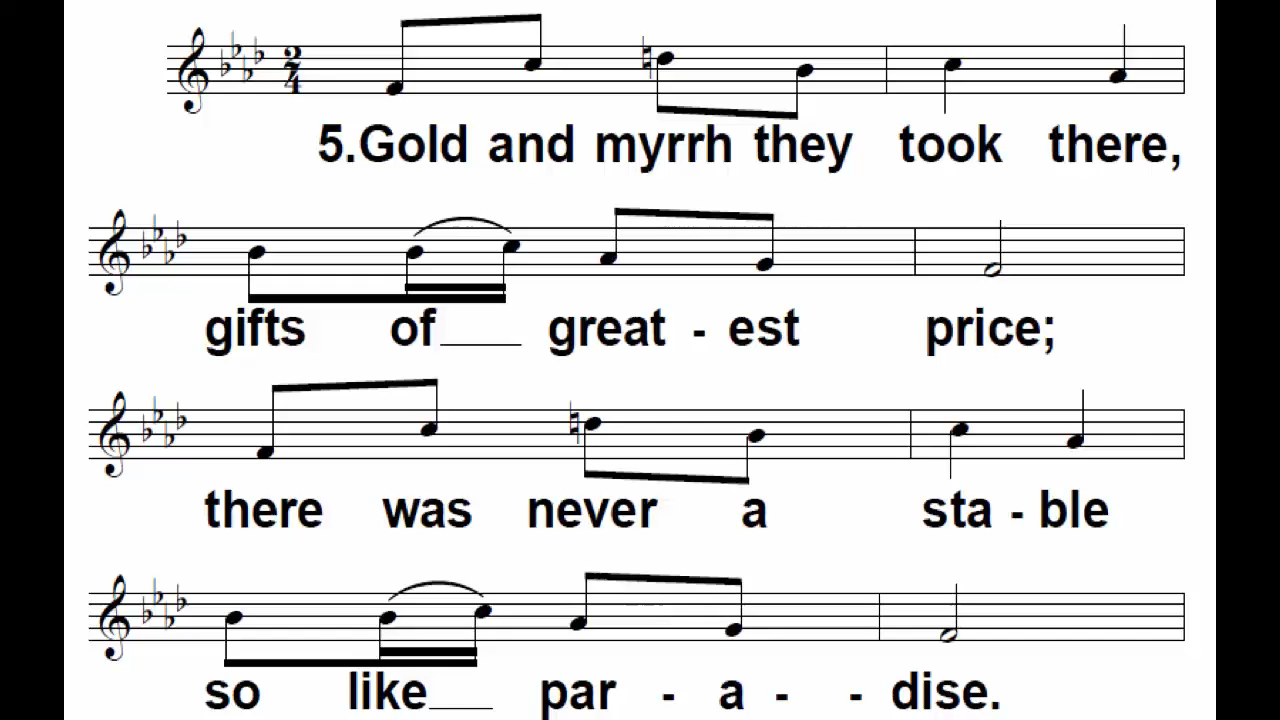 5.Gold and myrrh they took there,
gifts of___ great - est price;
there was never a sta - ble
so like___ par - a - - dise.